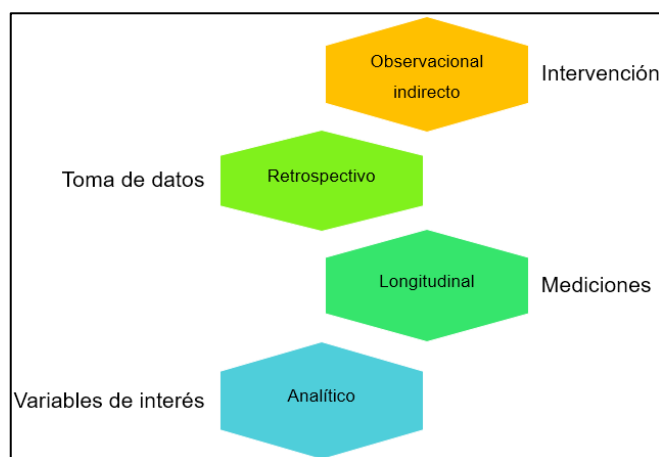 Observacional
indirecto
Intervención
Toma de datos
Retrospectivo
Longitudinal
Mediciones
Variables de interés
Analítico